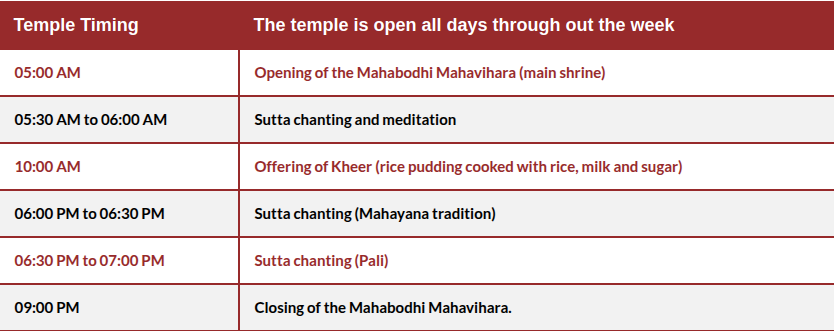 Temple Timing The temple is open all days through out the week
05:00 AM Opening of the Mahabodhi Mahavihara (main shrine)
05:30 AM to 06:00 AM Sutta chanting and meditation
10:00 AM Offering of Kheer (rice pudding cooked with rice, milk and sugar)
06:00 PM to 06:30 PM Sutta chanting (Mahayana tradition)
06:30 PM to 07:00 PM Sutta chanting (Pali)
09:00 PM Closing of the Mahabodhi Mahavihara.